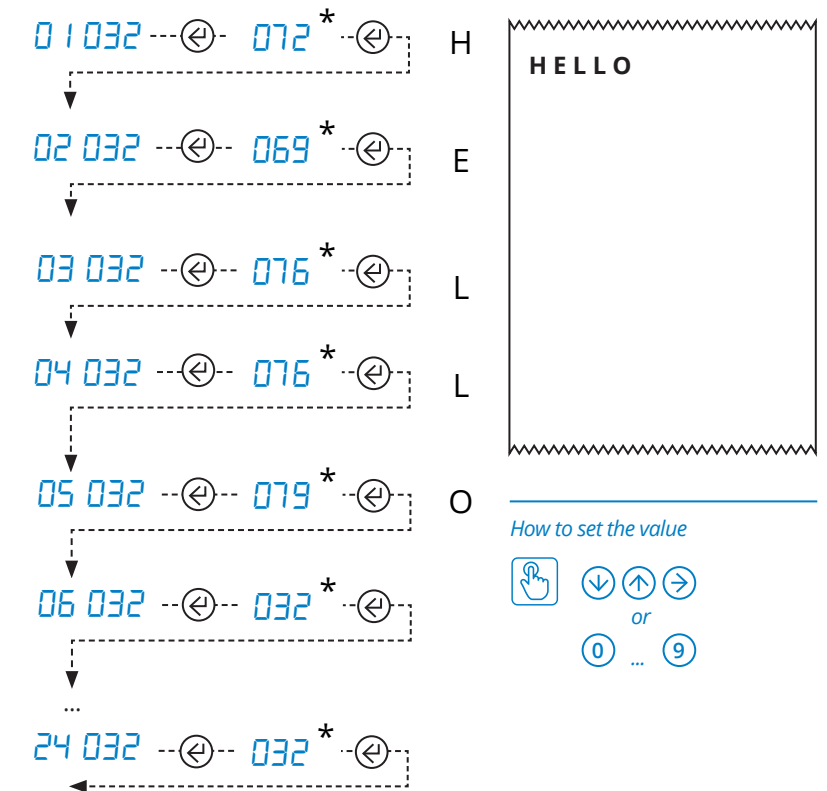 01 032 072 * H
HELLO
02 032 069 * E
03 032 076 * L
04 032 076 * L
05 032 079 * O
How to set the value
06 032 032 *
or
0 ... 9
...
24 032 032 *